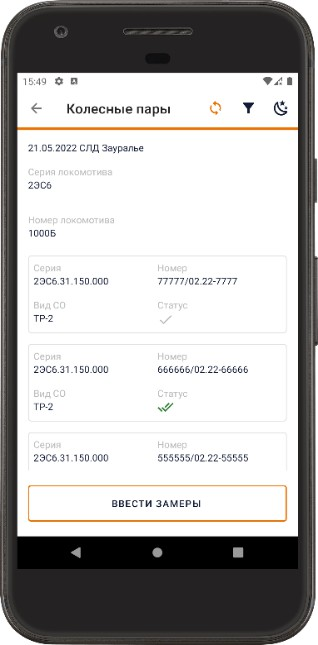 15:49
Колесные пары
21.05.2022 СЛД Зауралье
Серия локомотива
2ЭС6
Номер локомотива
1000Б
Серия Номер
2ЭС6.31.150.000 77777/02.22-7777
Вид СО Статус
ТР-2
Серия Номер
2ЭС6.31.150.000 666666/02.22-66666
Вид СО Статус
ТР-2
Серия Номер
2ЭС6.31.150.000 555555/02.22-55555
ВВЕСТИ ЗАМЕРЫ